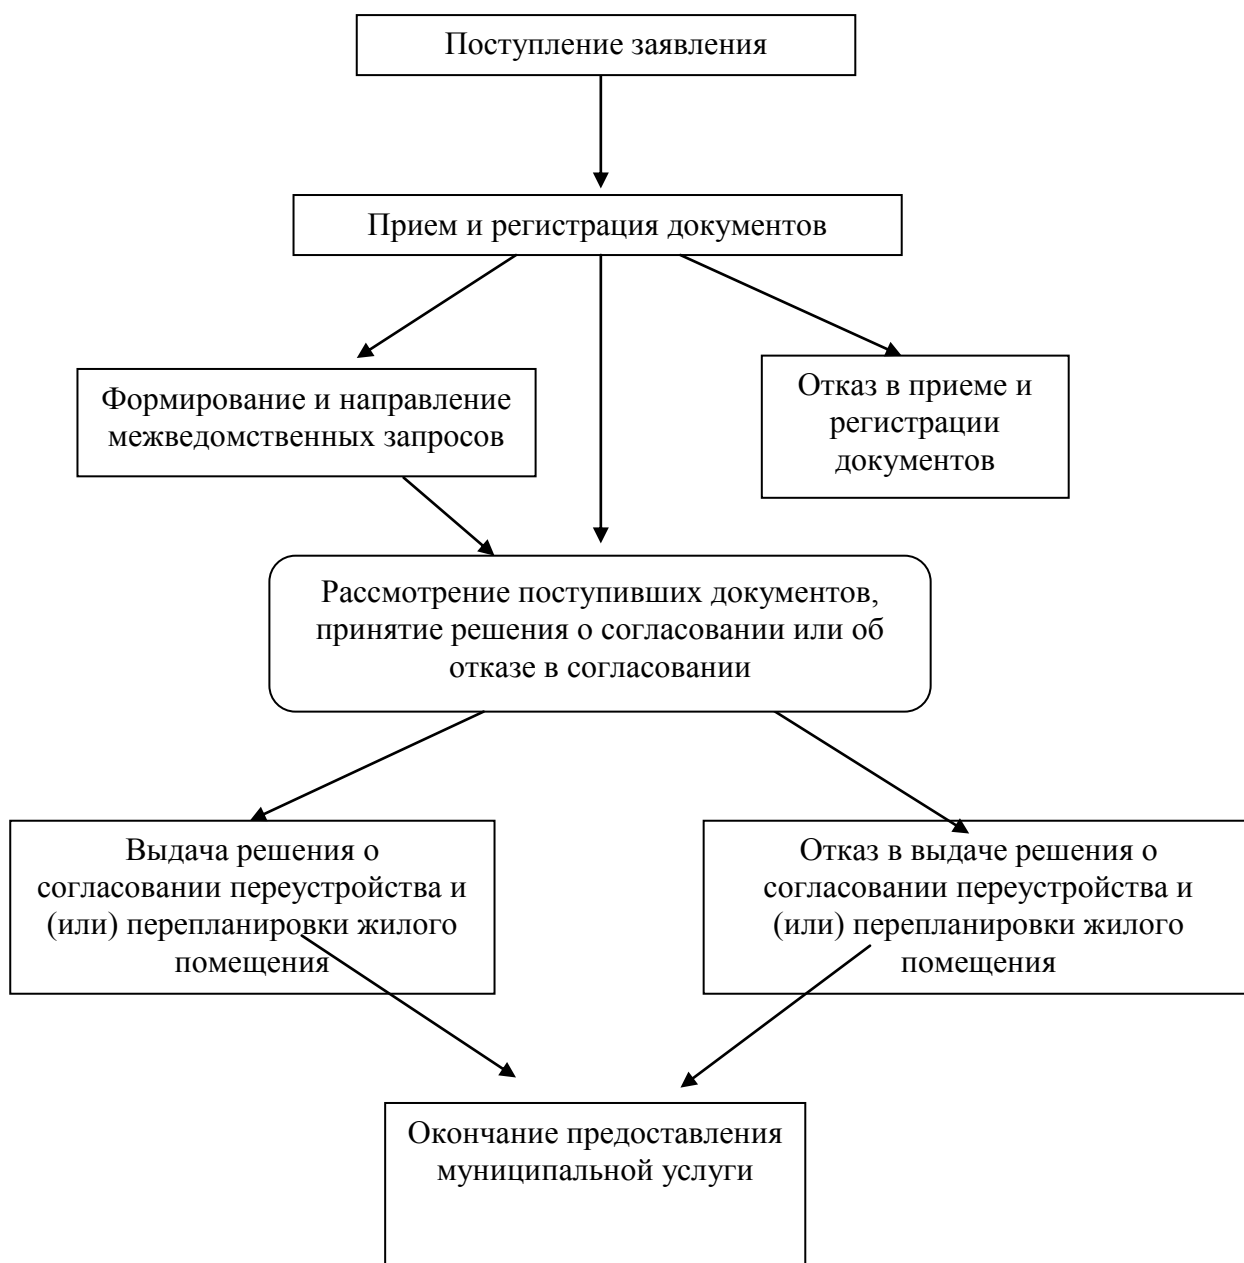 Поступление заявления
Прием и регистрация документов
Формирование и направление
межведомственных запросов
Отказ в приеме и
регистрации
документов
Рассмотрение поступивших документов,
принятие решения о согласовании или об
отказе в согласовании
Выдача решения о
согласовании переустройства и
(или) перепланировки жилого
помещения
Отказ в выдаче решения о
согласовании переустройства и
(или) перепланировки жилого
помещения
Окончание предоставления
муниципальной услуги